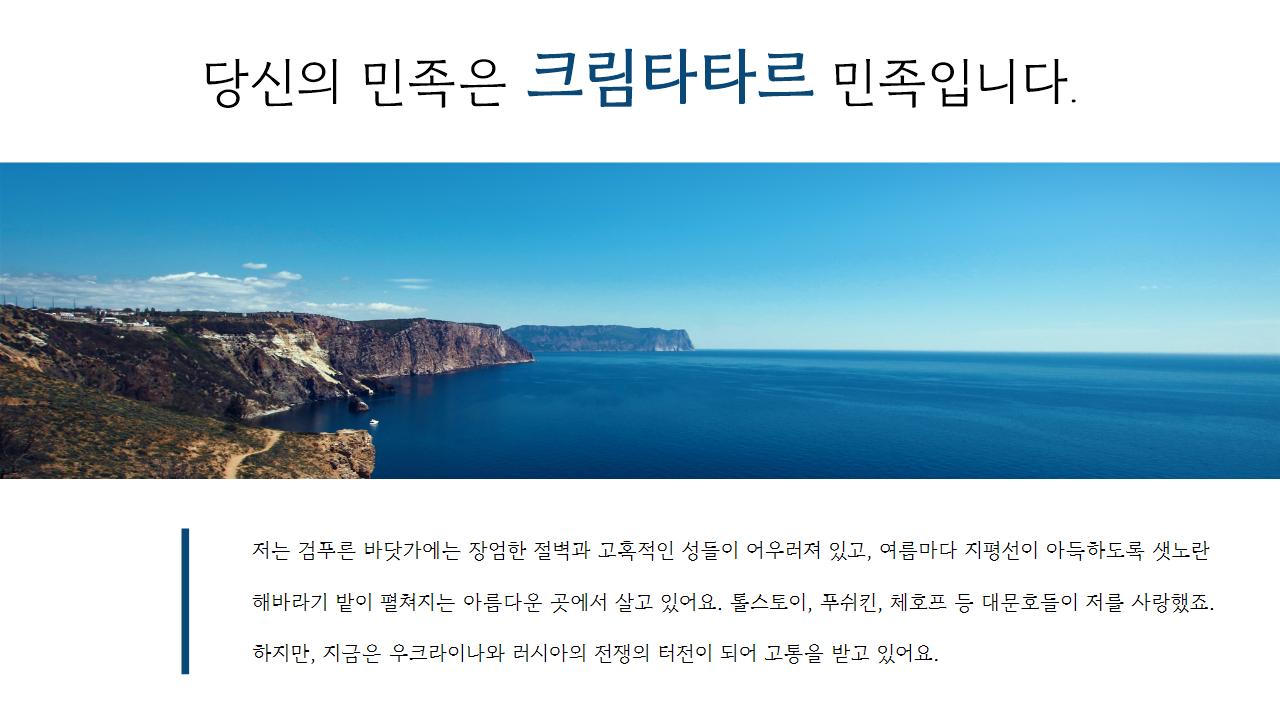 당신의 민족은 크림타타르 민족입니다.
저는 검푸른 바닷가에는 장엄한 절벽과 고혹적인 성들이 어우러져 있고, 여름마다 지평선이 아득하도록 샛노란
해바라기 밭이 펼쳐지는 아름다운 곳에서 살고 있어요. 톨스토이, 푸쉬킨, 체호프 등 대문호들이 저를 사랑했죠.
하지만, 지금은 우크라이나와 러시아의 전쟁의 터전이 되어 고통을 받고 있어요.